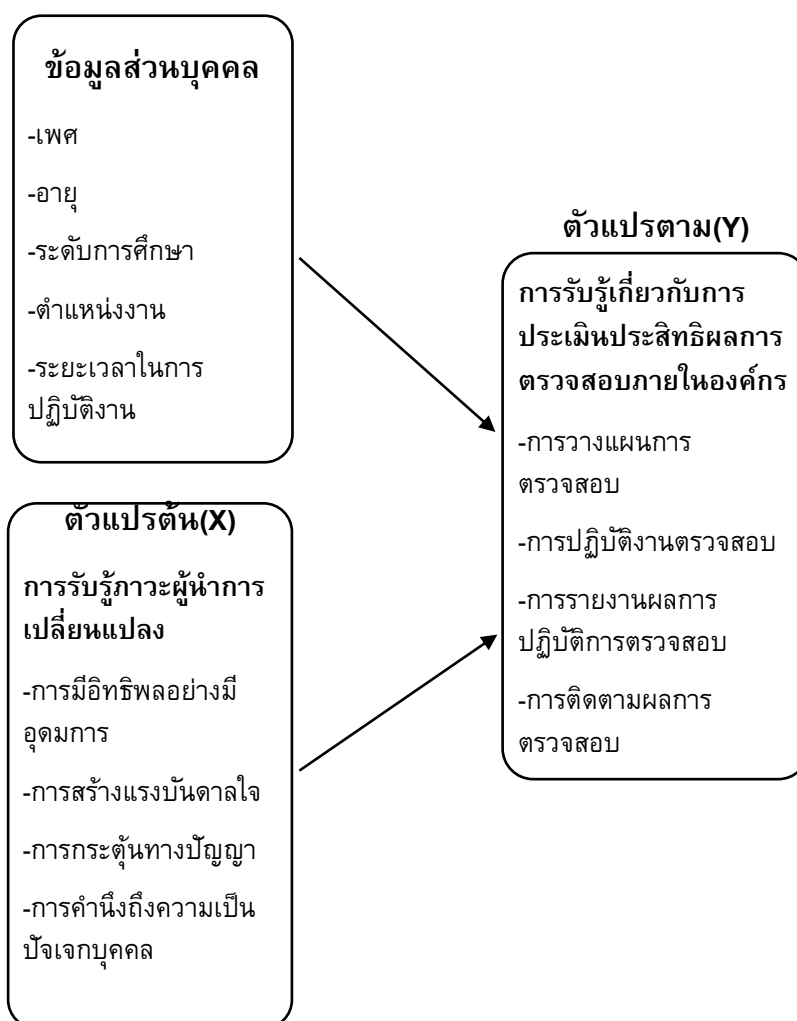 ข้อมูลส่วนบุคคล
-เพศ
-อายุ
-ระดับการศึกษา
-ตำแหน่งงาน
-ระยะเวลาในการ
ปฏิบัติงาน
ตัวแปรต้น(X)
การรับรู้ภาวะผู้นำการ
เปลี่ยนแปลง
-การมีอิทธิพลอย่างมี
อุดมการ
-การสร้างแรงบันดาลใจ
-การกระตุ้นทางปัญญา
-การคำนึงถึงความเป็น
ปัจเจกบุคคล
ตัวแปรตาม(Y)
การรับรู้เกี่ยวกับการ
ประเมินประสิทธิผลการ
ตรวจสอบภายในองค์กร
-การวางแผนการ
ตรวจสอบ
-การปฏิบัติงานตรวจสอบ
-การรายงานผลการ
ปฏิบัติการตรวจสอบ
-การติดตามผลการ
ตรวจสอบ